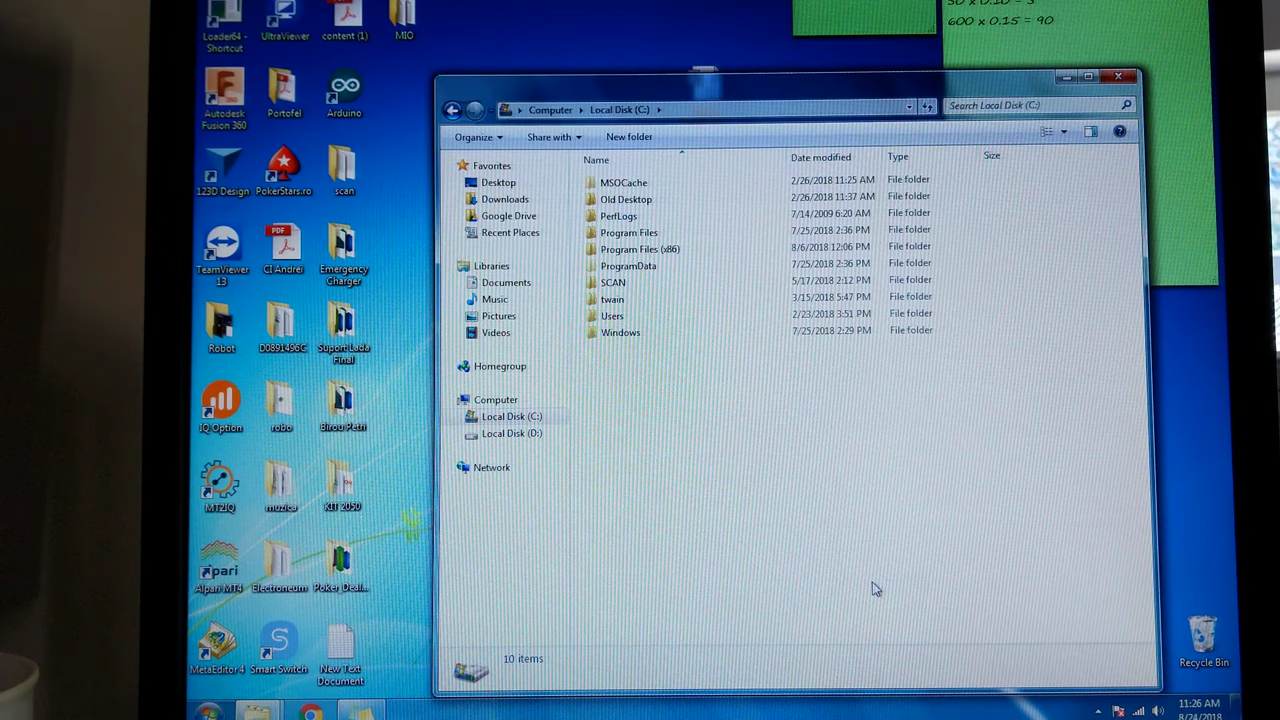 Loader64 -
Shortcut
UltraViewer
content (1)
MIO
600 x 0.15 = 90
Autodesk
Fusion 360
PDF
Portofel
Arduino
123D Design
PokerStars.ro
scan
TeamViewer
13
PDF
CI Andrei
Emergency
Charger
Robot
D0891496C
Suport Lada
Final
IQ Option
robo
Birou Petri
MT2IQ
muzica
KIT 2050
Alpari
Alpari MT4
Electroneum
Poker_Deal...
MetaEditor 4
Smart Switch
New Text
Document
Computer
Local Disk (C:)
Search Local Disk (C:)
Organize
Share with
New folder
Favorites
Desktop
Downloads
Google Drive
Recent Places
Libraries
Documents
Music
Pictures
Videos
Homegroup
Computer
Local Disk (C:)
Local Disk (D:)
Network
Name Date modified Type Size
MSOCache 2/26/2018 11:25 AM File folder
Old Desktop 2/26/2018 11:37 AM File folder
PerfLogs 7/14/2009 6:20 AM File folder
Program Files 7/25/2018 2:36 PM File folder
Program Files (x86) 8/6/2018 12:06 PM File folder
ProgramData 7/25/2018 2:36 PM File folder
SCAN 5/17/2018 2:12 PM File folder
twain 3/15/2018 5:47 PM File folder
Users 2/23/2018 3:51 PM File folder
Windows 7/25/2018 2:29 PM File folder
10 items
Recycle Bin
11:26 AM
8/24/2018